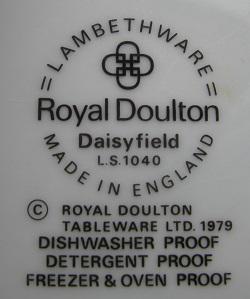 =LAMBETHWARE=
Royal Doulton
Daisyfield
L.S.1040
MADE IN ENGLAND
© ROYAL DOULTON
TABLEWARE LTD. 1979
DISHWASHER PROOF
DETERGENT PROOF
FREEZER & OVEN PROOF